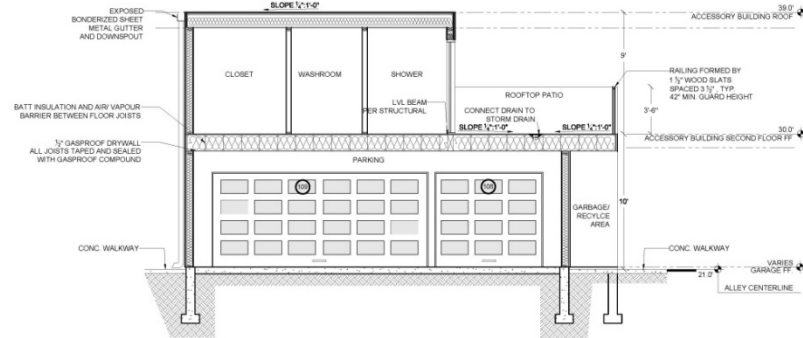 EXPOSED
BONDERIZED SHEET
METAL GUTTER
AND DOWNSPOUT
SLOPE ¼":1'-0"
39.0'
ACCESSORY BUILDING ROOF
CLOSET
WASHROOM
SHOWER
9'
ROOFTOP PATIO
RAILING FORMED BY
1 ½" WOOD SLATS
SPACED 3 ½", TYP.
42" MIN. GUARD HEIGHT
3'-6"
BATT INSULATION AND AIR/ VAPOUR
BARRIER BETWEEN FLOOR JOISTS
LVL BEAM
PER STRUCTURAL
CONNECT DRAIN TO
STORM DRAIN
SLOPE ¼":1'-0"
SLOPE ¼":1'-0"
30.0'
ACCESSORY BUILDING SECOND FLOOR FF
½" GASPROOF DRYWALL
ALL JOISTS TAPED AND SEALED
WITH GASPROOF COMPOUND
PARKING
109
108
GARBAGE/
RECYLCE
AREA
10'
CONC. WALKWAY
CONC. WALKWAY
VARIES
GARAGE FF.
21.0'
ALLEY CENTERLINE